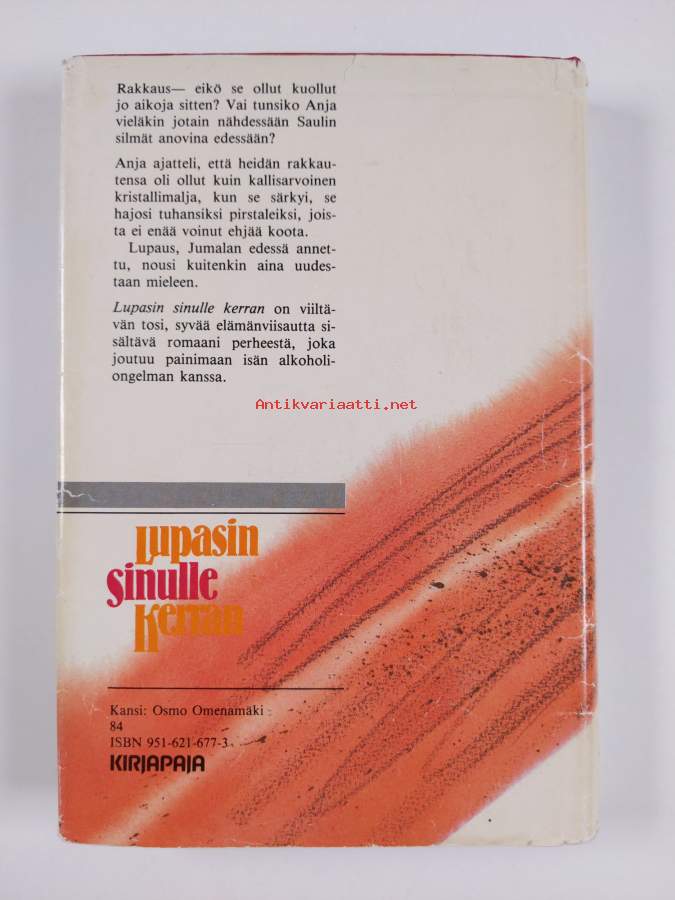 Rakkaus— eikö se ollut kuollut
jo aikoja sitten? Vai tunsiko Anja
vieläkin jotain nähdessään Saulin
silmät anovina edessään?
Anja ajatteli, että heidän rakkau-
tensa oli ollut kuin kallisarvoinen
kristallimalja, kun se särkyi, se
hajosi tuhansiksi pirstaleiksi, jois-
ta ei enää voinut ehjää koota.
Lupaus, Jumalan edessä annet-
tu, nousi kuitenkin aina uudes-
taan mieleen.
Lupasin sinulle kerran on viiltä-
vän tosi, syvää elämänviisautta si-
sältävä romaani perheestä, joka
joutuu painimaan isän alkoholi-
ongelman kanssa.
Antikvariaatti.net
Lupasin
sinulle
kerran
Kansi: Osmo Omenamäki
84
ISBN 951-621-677-3
KIRJAPAJA